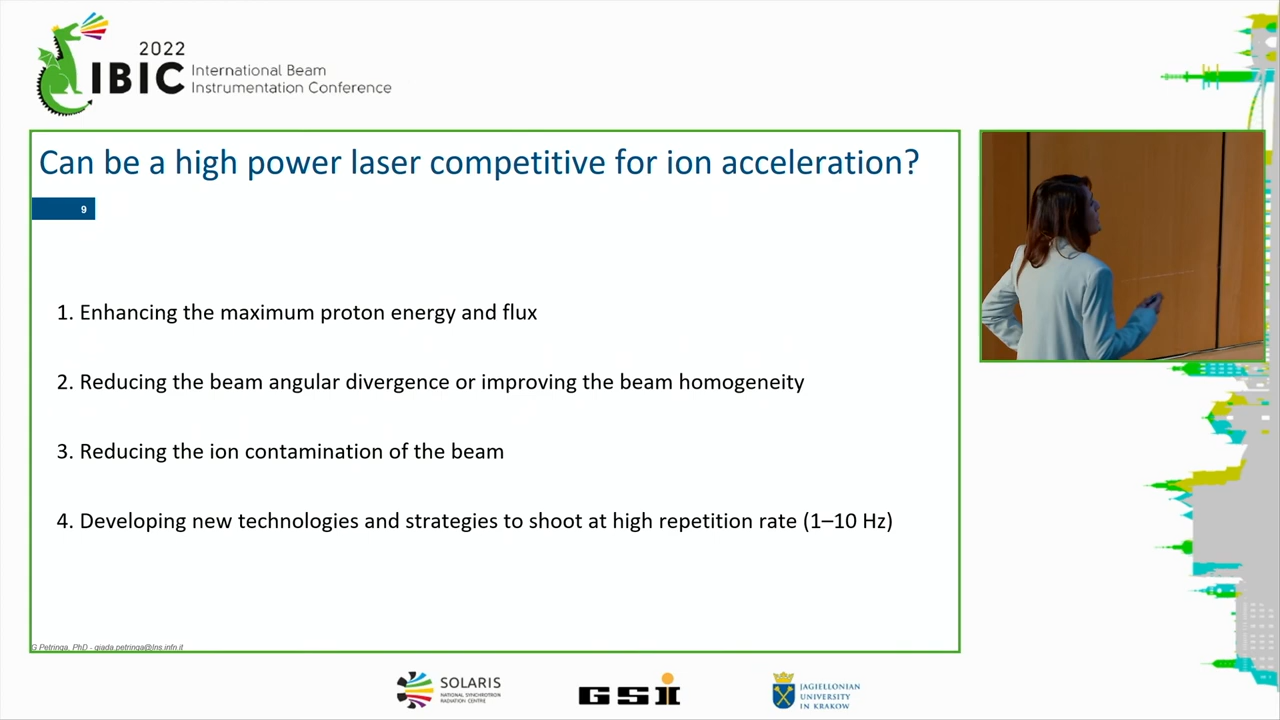 2022
IBIC
International Beam
Instrumentation Conference
Can be a high power laser competitive for ion acceleration?
9
1. Enhancing the maximum proton energy and flux
2. Reducing the beam angular divergence or improving the beam homogeneity
3. Reducing the ion contamination of the beam
4. Developing new technologies and strategies to shoot at high repetition rate (1–10 Hz)
G Petringa, PhD - giada.petringa@lns.infn.it
SOLARIS
NATIONAL SYNCHROTRON
RADIATION CENTRE
GSI
JAGIELLONIAN
UNIVERSITY
IN KRAKOW